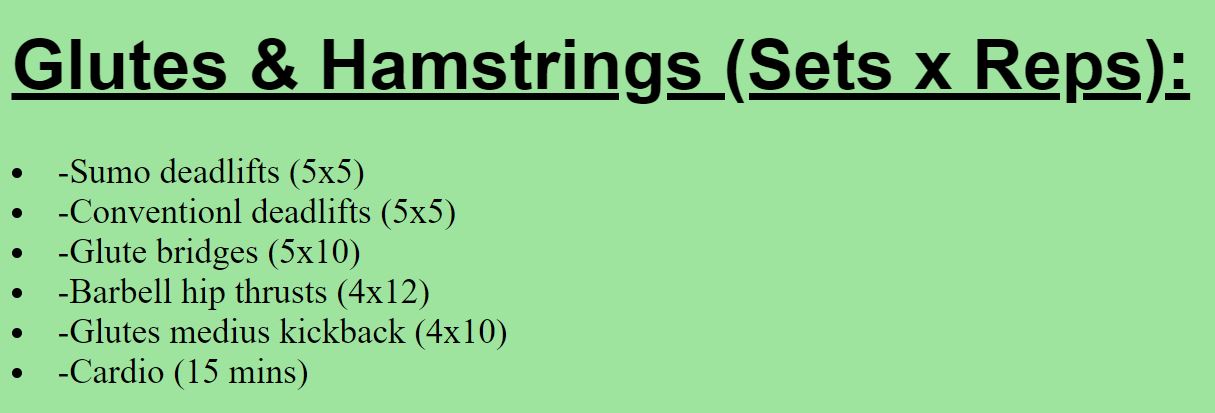 Glutes & Hamstrings (Sets x Reps):
• -Sumo deadlifts (5x5)
• -Conventionl deadlifts (5x5)
• -Glute bridges (5x10)
• -Barbell hip thrusts (4x12)
• -Glutes medius kickback (4x10)
• -Cardio (15 mins)